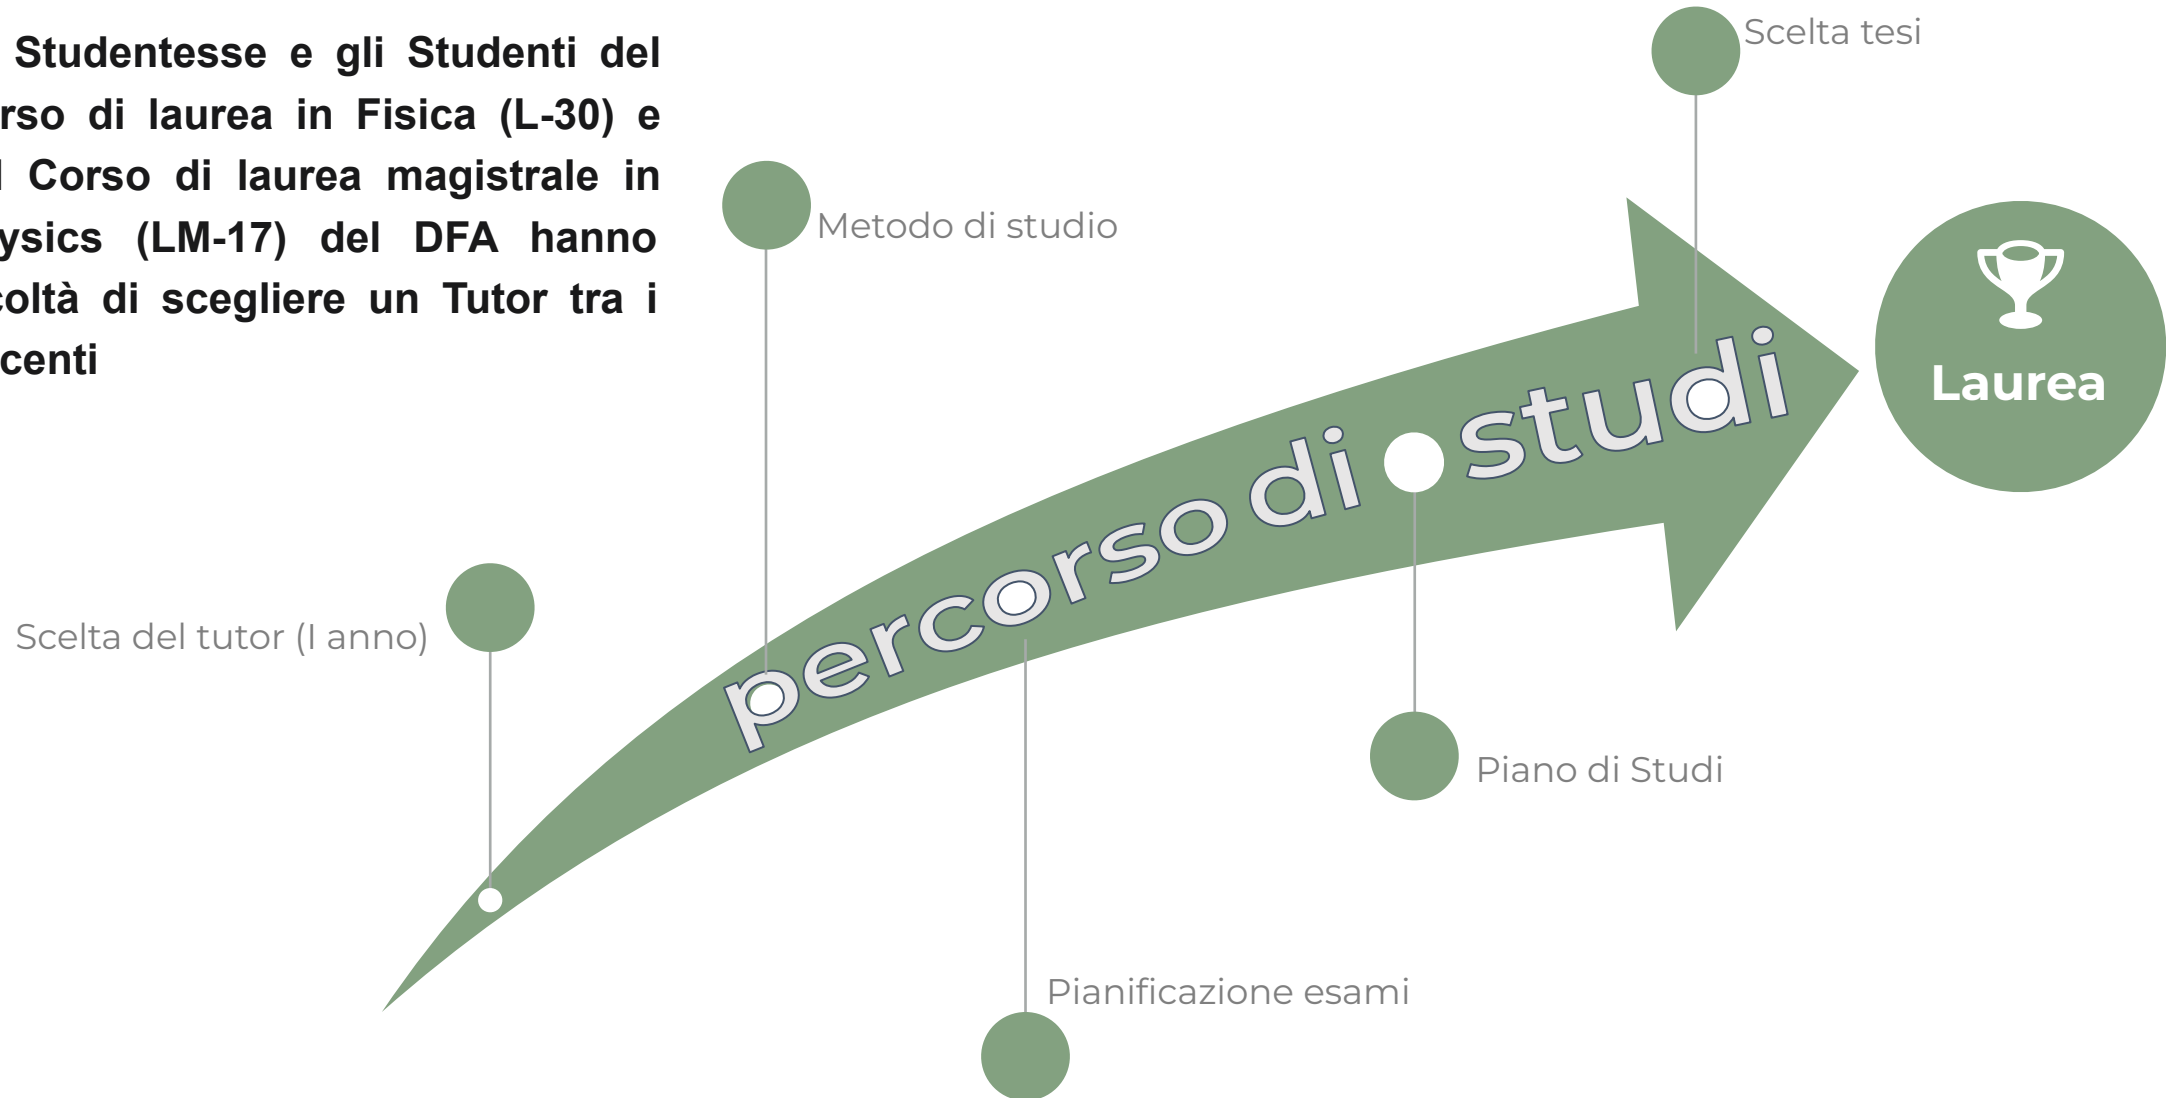 Studentesse e gli Studenti del
rso di laurea in Fisica (L-30) e
Corso di laurea magistrale in
ysics (LM-17) del DFA hanno
coltà di scegliere un Tutor tra i
centi
Scelta tesi
Metodo di studio
Laurea
percorso di studi
Scelta del tutor (I anno)
Piano di Studi
Pianificazione esami